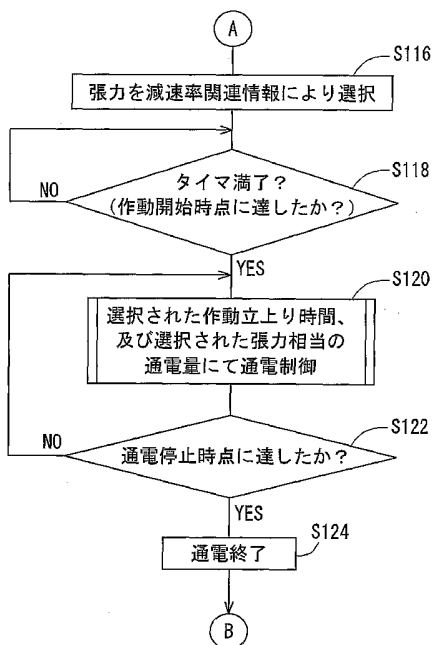 A
S116
張力を減速率関連情報により選択
S118
タイマ満了?
(作動開始時点に達したか?)
NO
YES
S120
選択された作動立上り時間、
及び選択された張力相当の
通電量にて通電制御
S122
通電停止時点に達したか?
NO
YES
S124
通電終了
B